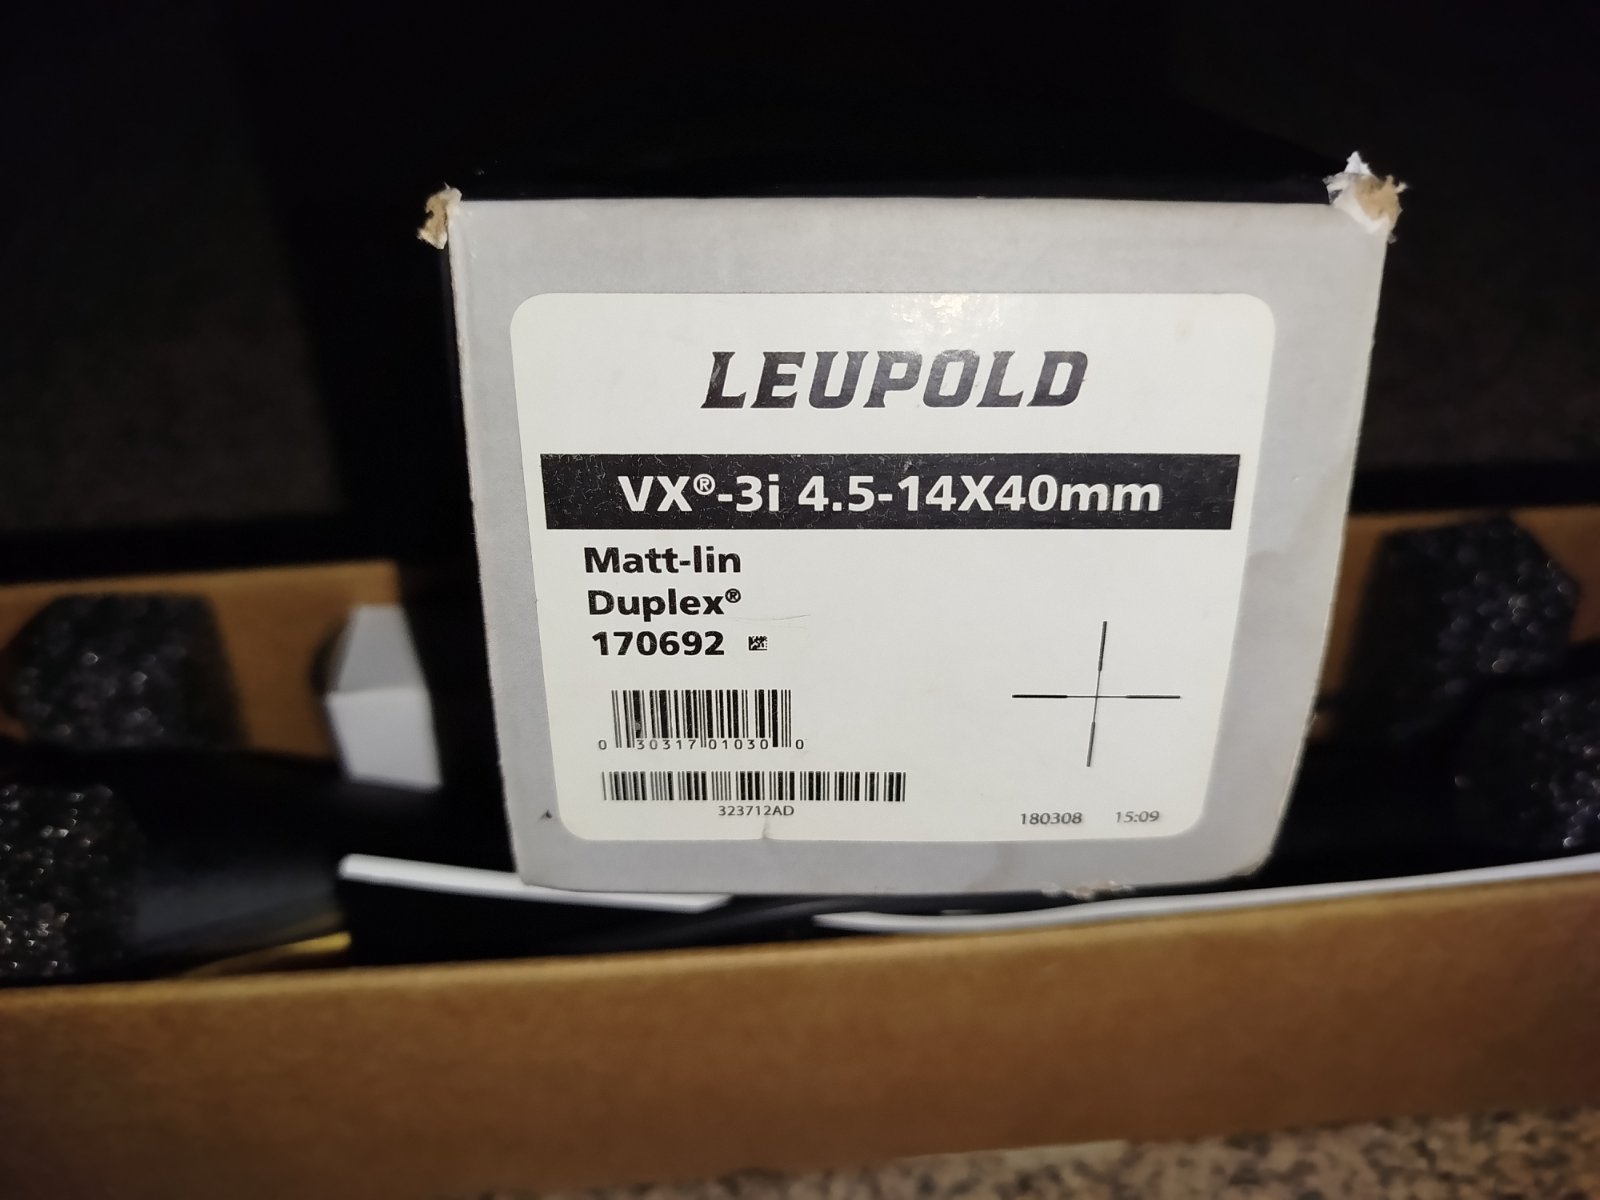 LEUPOLD
VX®-3i 4.5-14X40mm
Matt-lin
Duplex®
170692
0 30317 01030 0
323712AD
180308 15:09